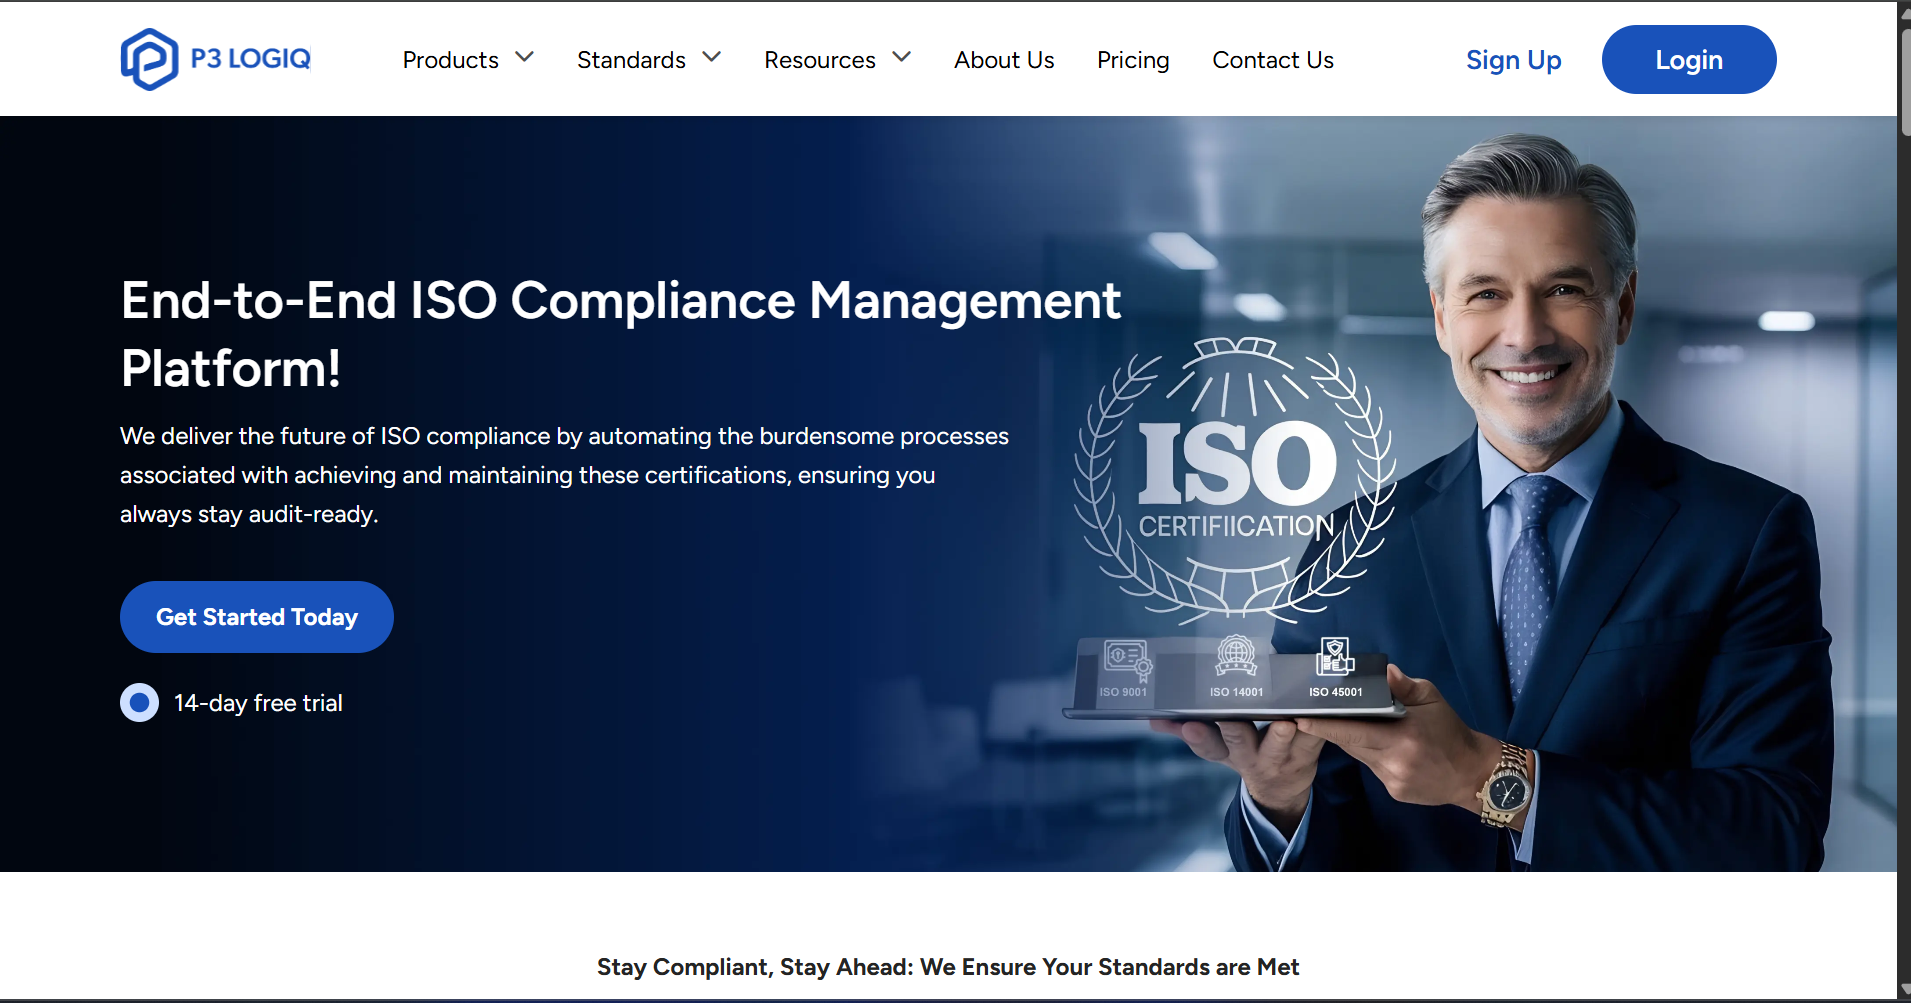 P3 LOGIQ
Products
Standards
Resources
About Us
Pricing
Contact Us
Sign Up
Login
End-to-End ISO Compliance Management
Platform!
We deliver the future of ISO compliance by automating the burdensome processes
associated with achieving and maintaining these certifications, ensuring you
always stay audit-ready.
Get Started Today
14-day free trial
ISO
CERTIFIICATION
ISO 9001
ISO 14001
ISO 45001
Stay Compliant, Stay Ahead: We Ensure Your Standards are Met